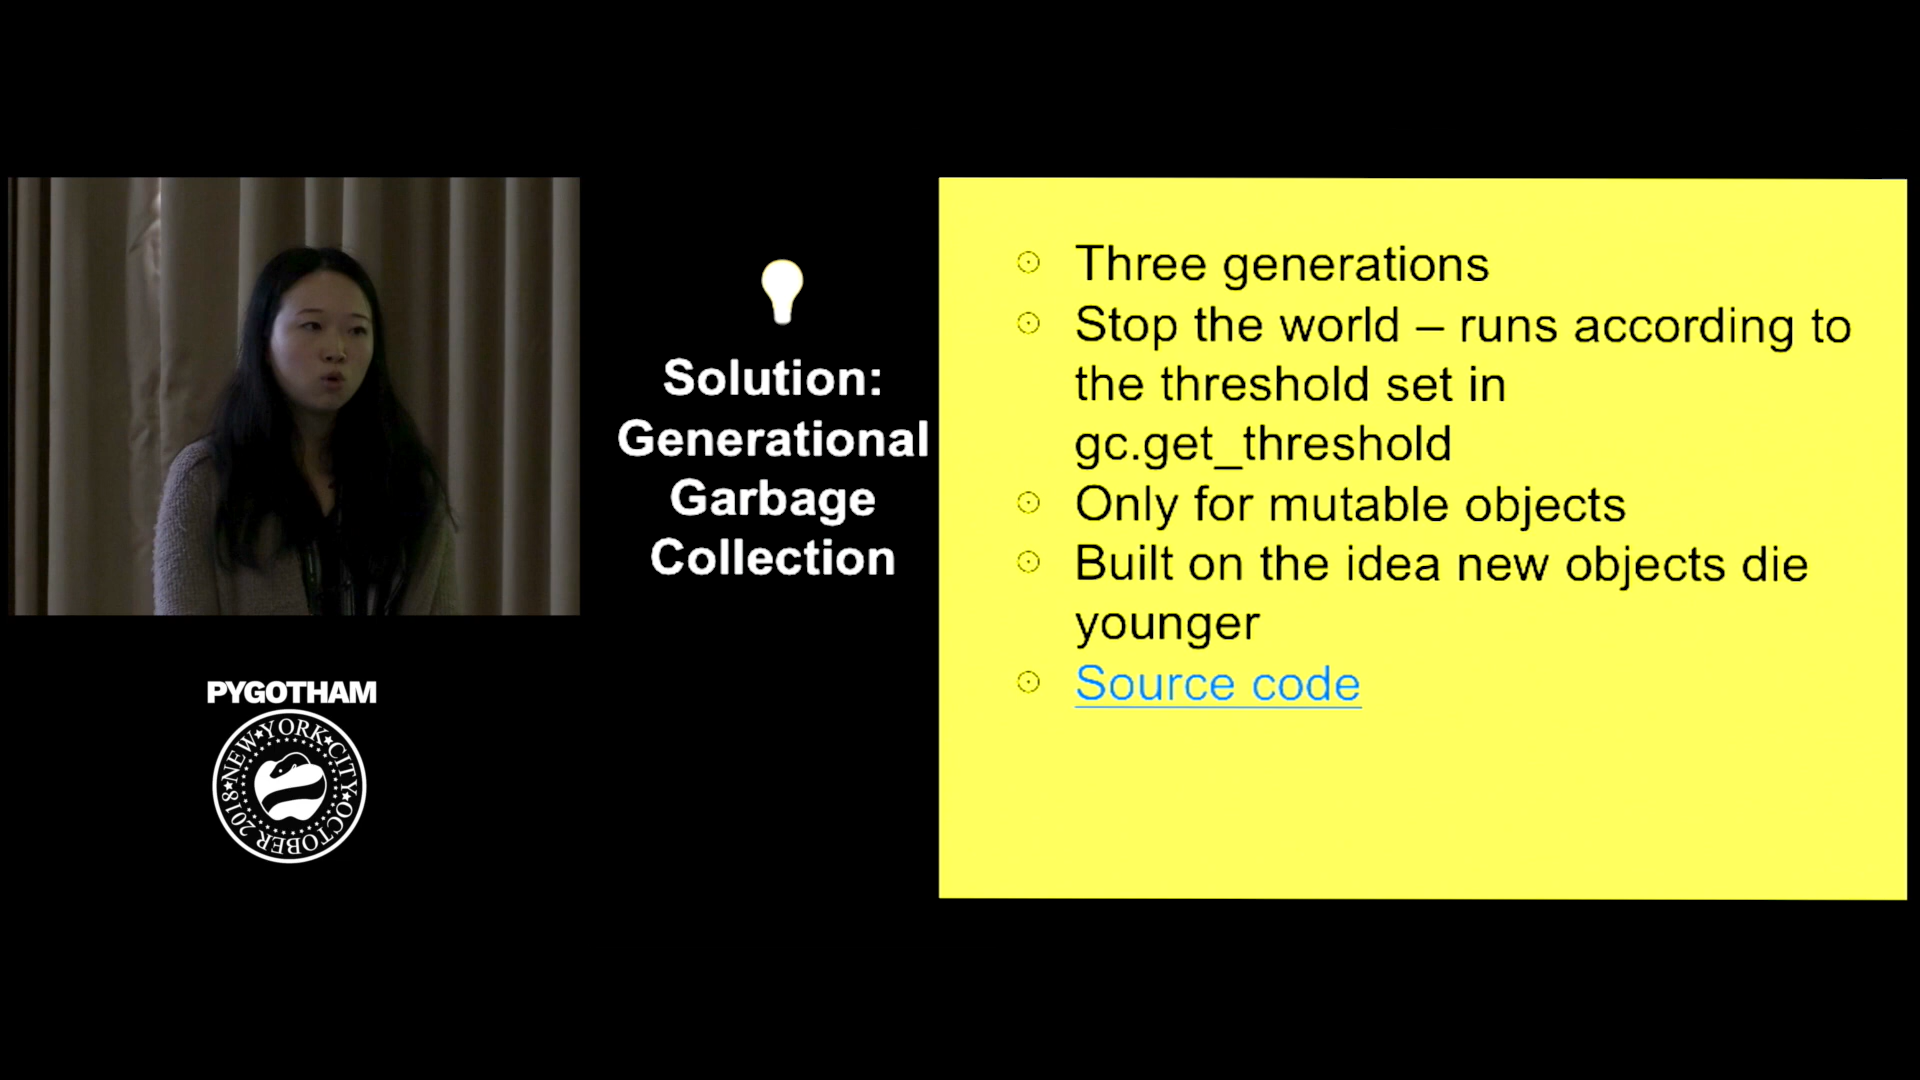 Solution:
Generational
Garbage
Collection
Three generations
Stop the world – runs according to
the threshold set in
gc.get_threshold
Only for mutable objects
Built on the idea new objects die
younger
Source code
PYGOTHAM
NEW★YORK★CITY★OCTOBER 2018★